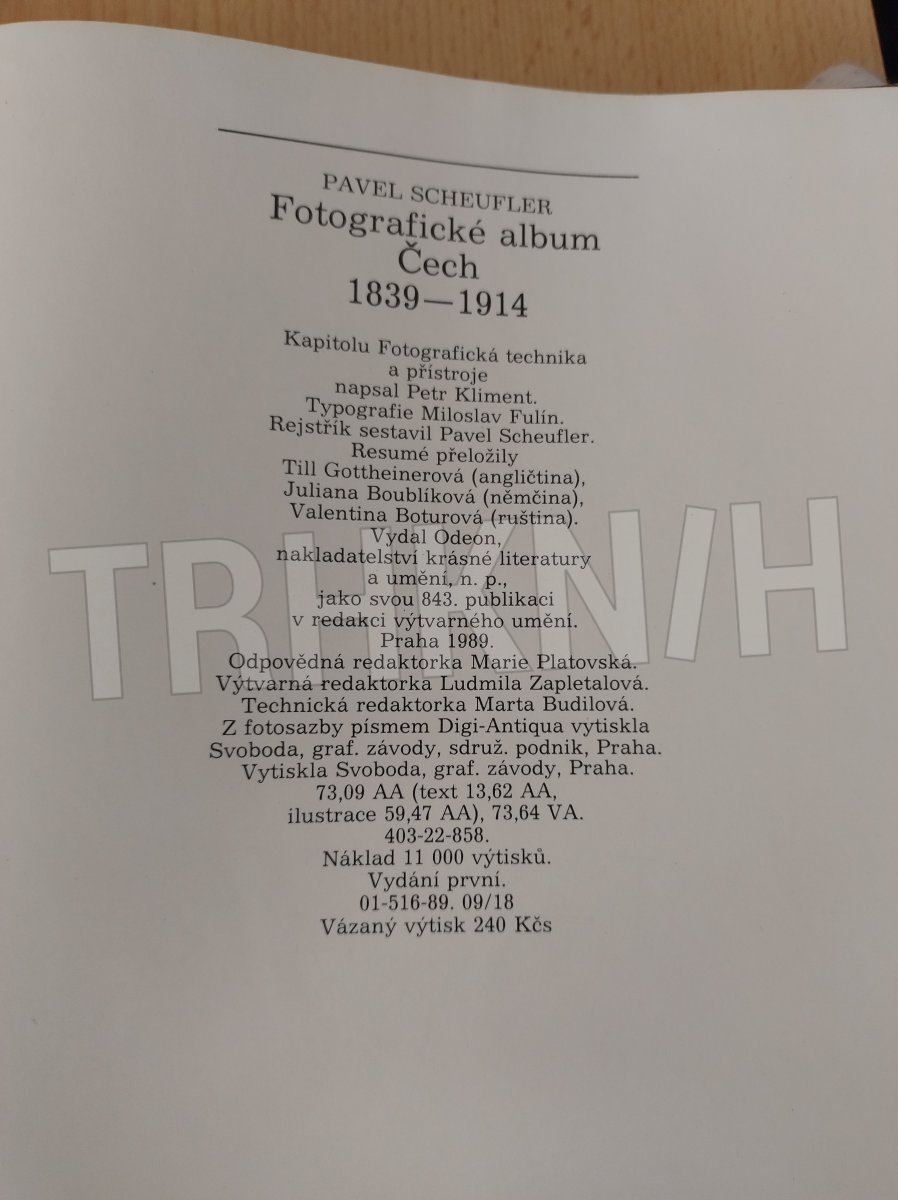 PAVEL SCHEUFLER
Fotografické album
Čech
1839—1914
Kapitolu Fotografická technika
a přístroje
napsal Petr Kliment.
Typografie Miloslav Fulín.
Rejstřík sestavil Pavel Scheufler.
Resumé přeložily
Till Gottheinerová (angličtina),
Juliana Boublíková (němčina),
Valentina Boturová (ruština).
Vydal Odeon,
nakladatelství krásné literatury
a umění, n. p.,
jako svou 843. publikaci
v redakci výtvarného umění.
Praha 1989.
Odpovědná redaktorka Marie Platovská.
Výtvarná redaktorka Ludmila Zapletalová.
Technická redaktorka Marta Budilová.
Z fotosazby písmem Digi-Antiqua vytiskla
Svoboda, graf. závody, sdruž. podnik, Praha.
Vytiskla Svoboda, graf. závody, Praha.
73,09 AA (text 13,62 AA,
ilustrace 59,47 AA), 73,64 VA.
403-22-858.
Náklad 11 000 výtisků.
Vydání první.
01-516-89. 09/18
Vázaný výtisk 240 Kčs